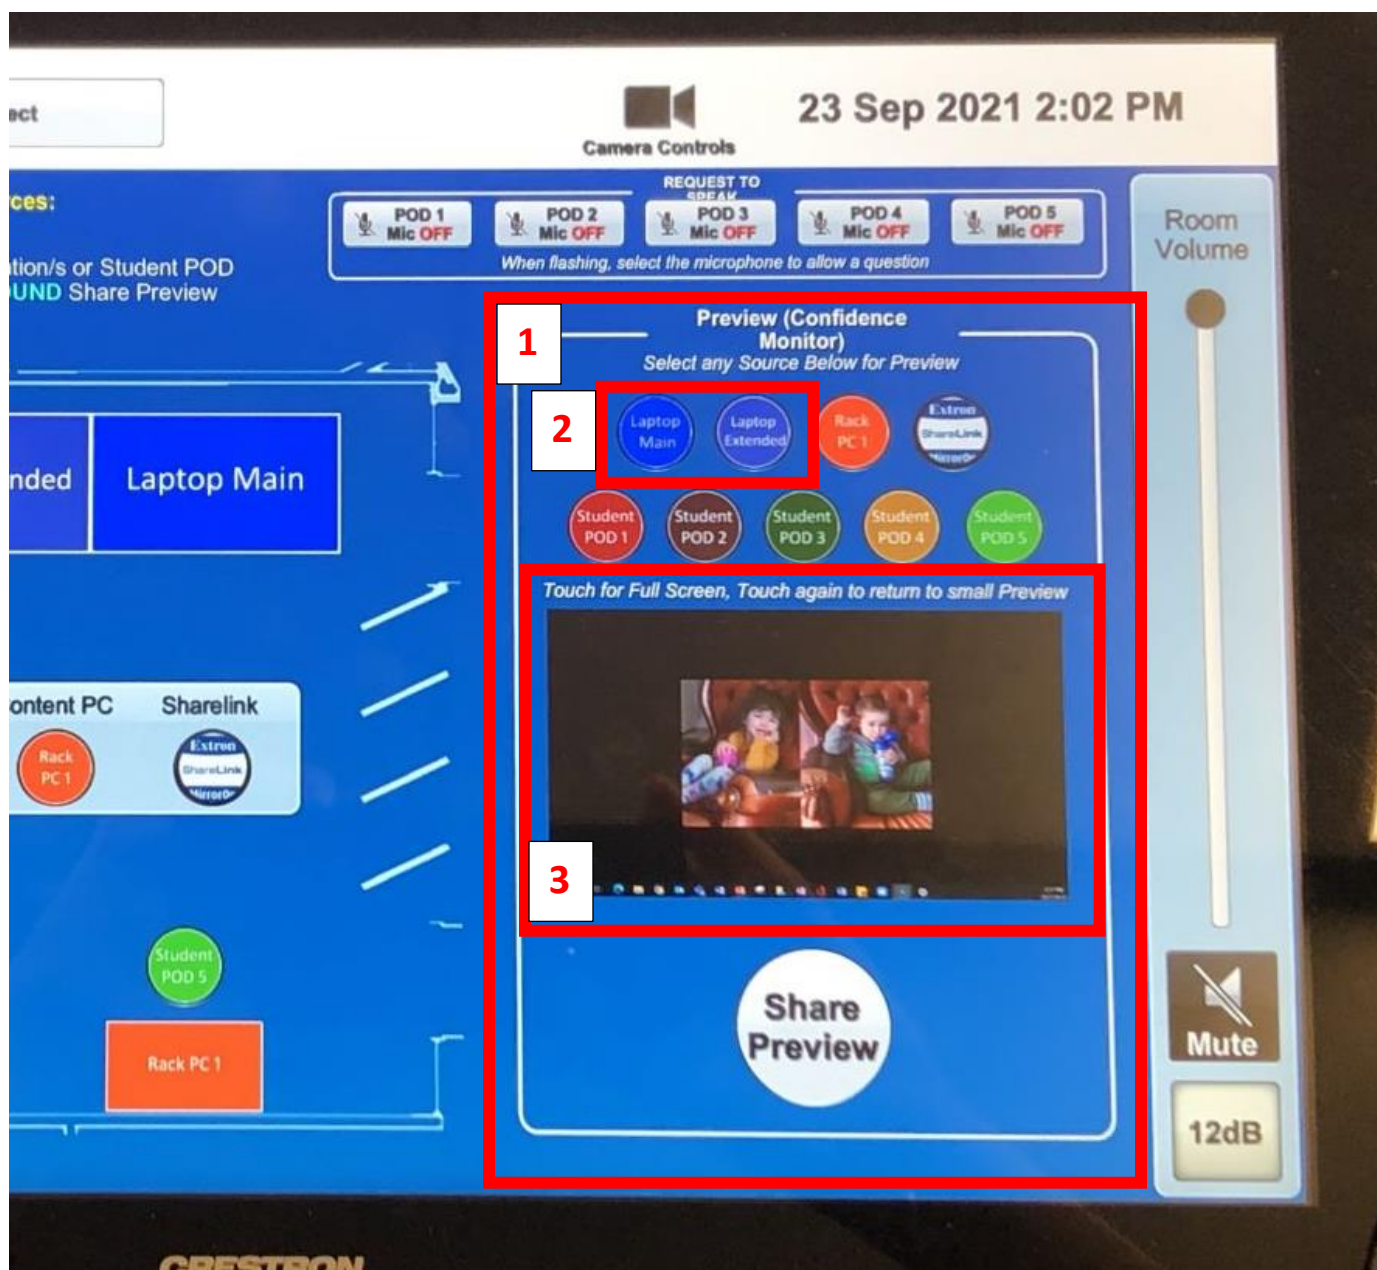 ect
Camera Controls
23 Sep 2021 2:02 PM
rces:
REQUEST TO
SPEAK
POD 1
Mic OFF
POD 2
Mic OFF
POD 3
Mic OFF
POD 4
Mic OFF
POD 5
Mic OFF
When flashing, select the microphone to allow a question
Room
Volume
tion/s or Student POD
UND Share Preview
1
Preview (Confidence
Monitor)
Select any Source Below for Preview
2
Laptop
Main
Laptop
Extended
Rack
PC 1
Extron
ShareLink
nded
Laptop Main
Student
POD 1
Student
POD 2
Student
POD 3
Student
POD 4
Student
POD 5
Touch for Full Screen, Touch again to return to small Preview
ontent PC
Sharelink
Rack
PC 1
Extron
ShareLink
3
Student
POD 5
Rack PC 1
Share
Preview
Mute
12dB
CRESTRON